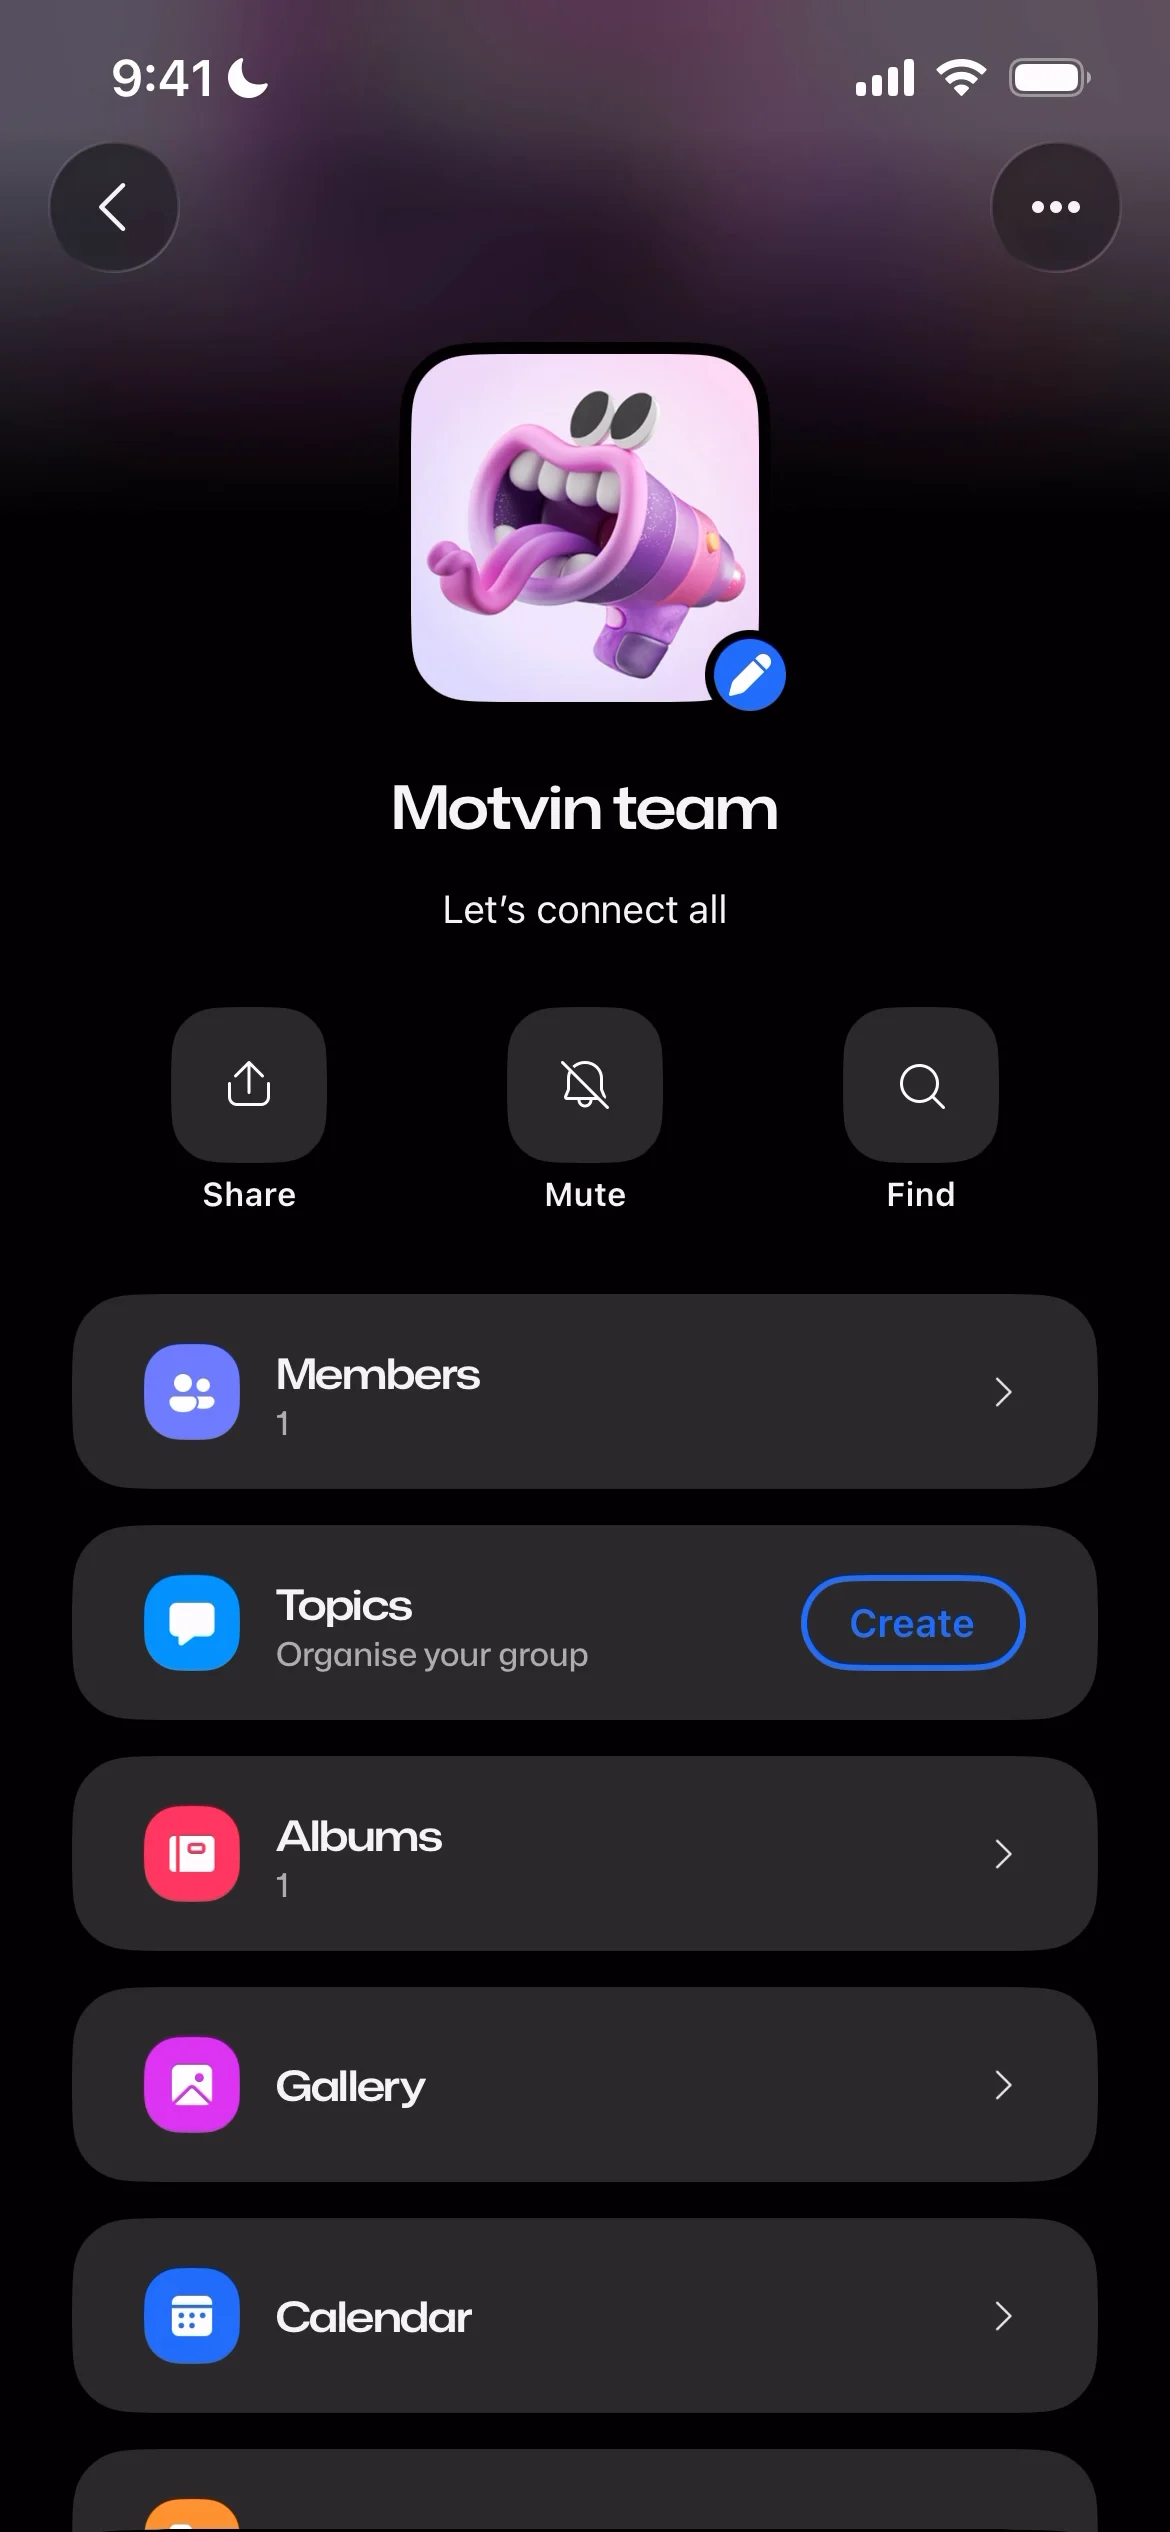 9:41
Motvin team
Let’s connect all
Share
Mute
Find
Members
1
Topics
Organise your group
Create
Albums
1
Gallery
Calendar